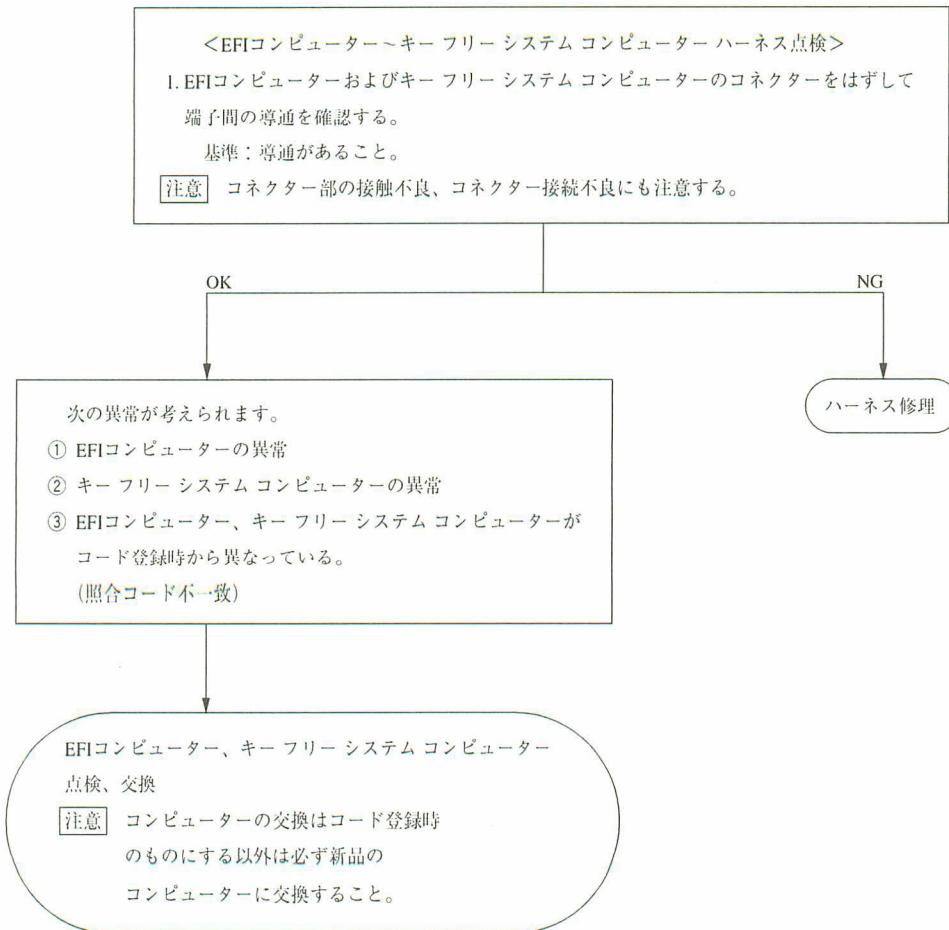 <EFIコンピューター~キー フリー システム コンピューター ハーネス点検>
1. EFIコンピューターおよびキー フリー システム コンピューターのコネクターをはずして
端子間の導通を確認する。
基準：導通があること。
注意 コネクター部の接触不良、コネクター接続不良にも注意する。
OK
NG
次の異常が考えられます。
① EFIコンピューターの異常
② キー フリー システム コンピューターの異常
③ EFIコンピューター、キー フリー システム コンピューターが
コード登録時から異なっている。
(照合コード不一致)
ハーネス修理
EFIコンピューター、キー フリー システム コンピューター
点検、交換
注意 コンピューターの交換はコード登録時
のものにする以外は必ず新品の
コンピューターに交換すること。